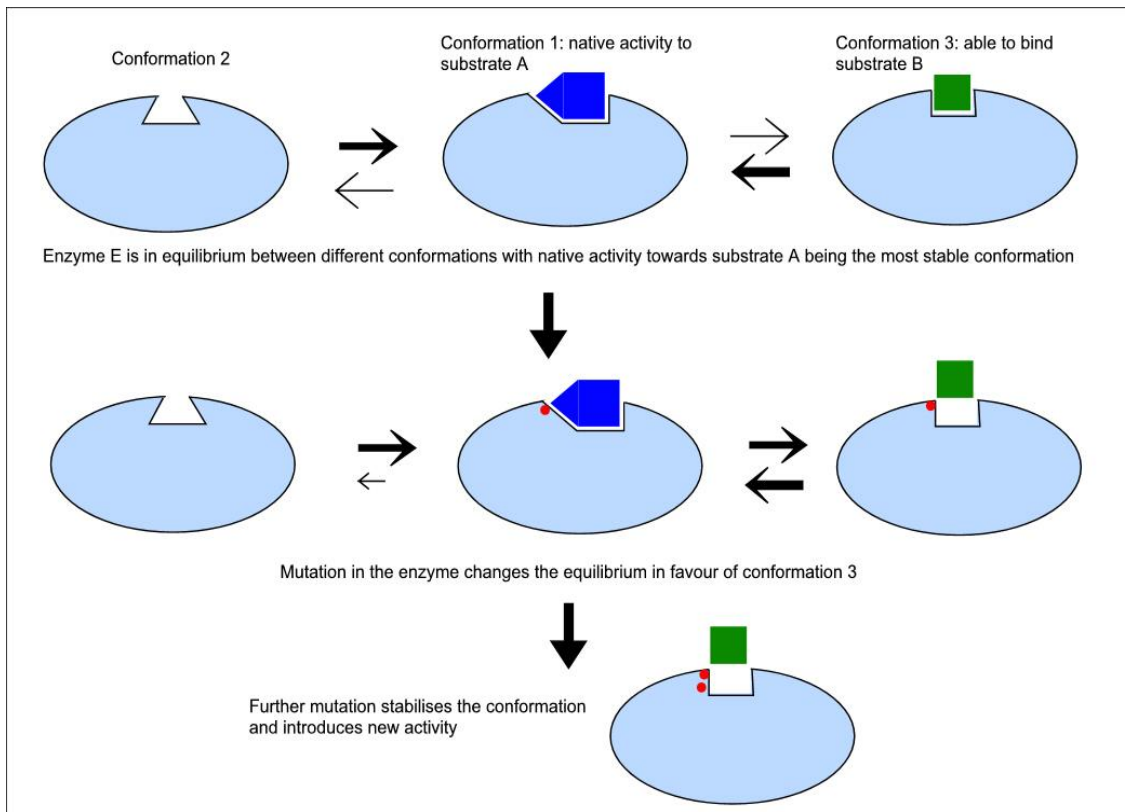 Conformation 2
Conformation 1: native activity to
substrate A
Conformation 3: able to bind
substrate B
Enzyme E is in equilibrium between different conformations with native activity towards substrate A being the most stable conformation
Mutation in the enzyme changes the equilibrium in favour of conformation 3
Further mutation stabilises the conformation
and introduces new activity